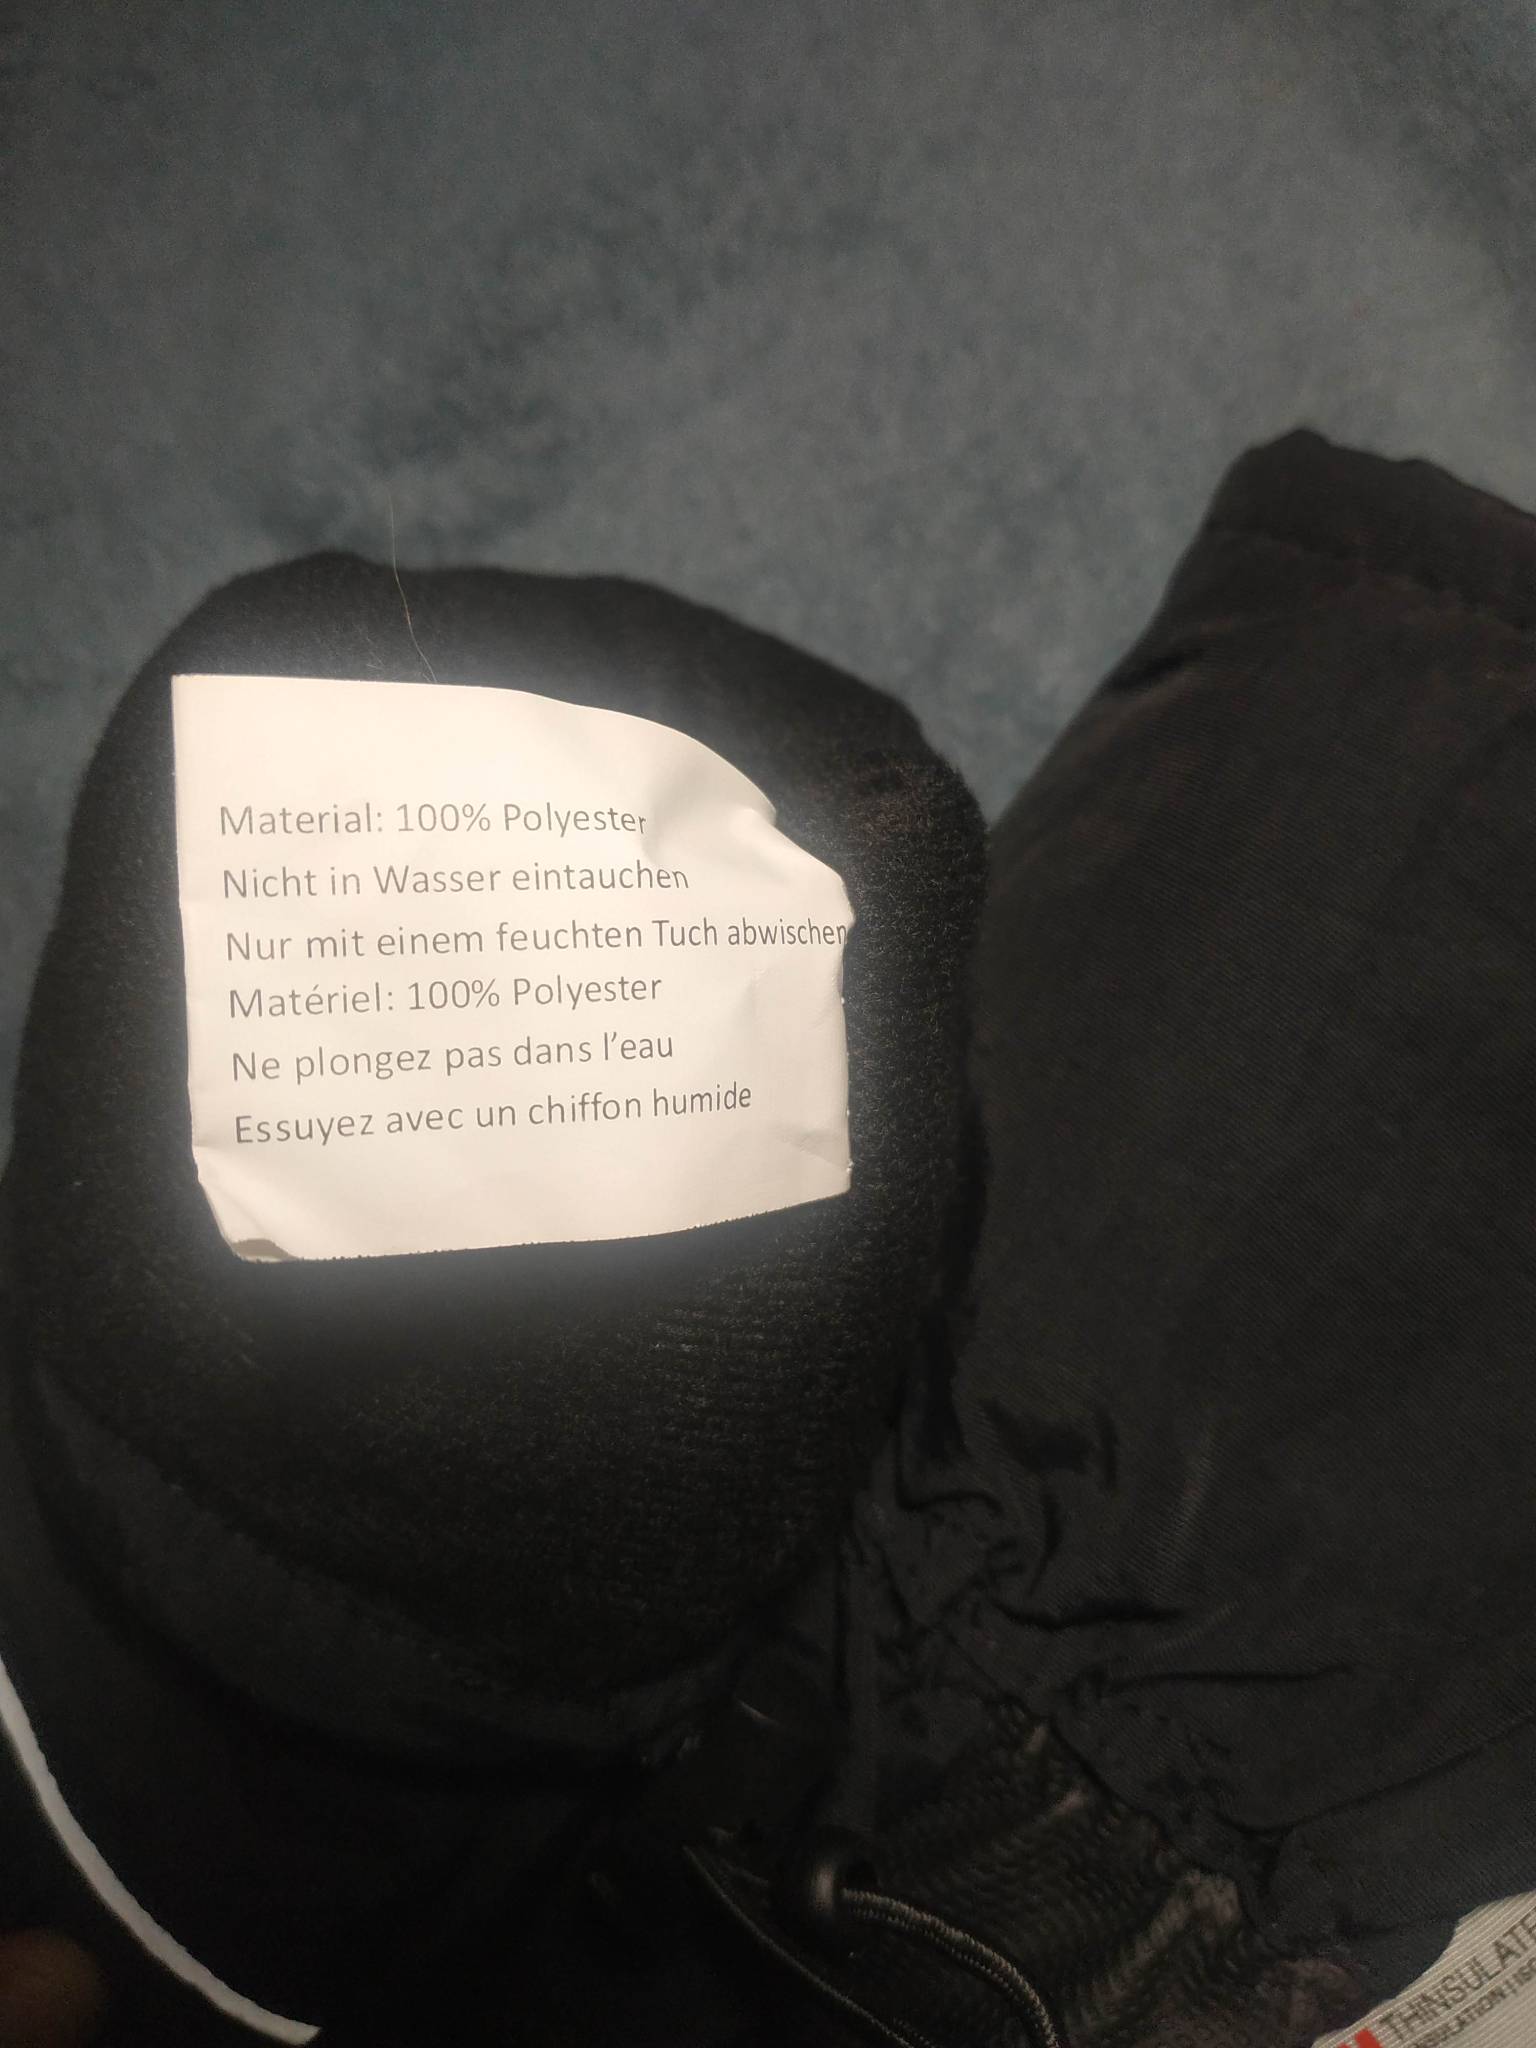 Material: 100% Polyester
Nicht in Wasser eintauchen
Nur mit einem feuchten Tuch abwischen
Matériel: 100% Polyester
Ne plongez pas dans l’eau
Essuyez avec un chiffon humide